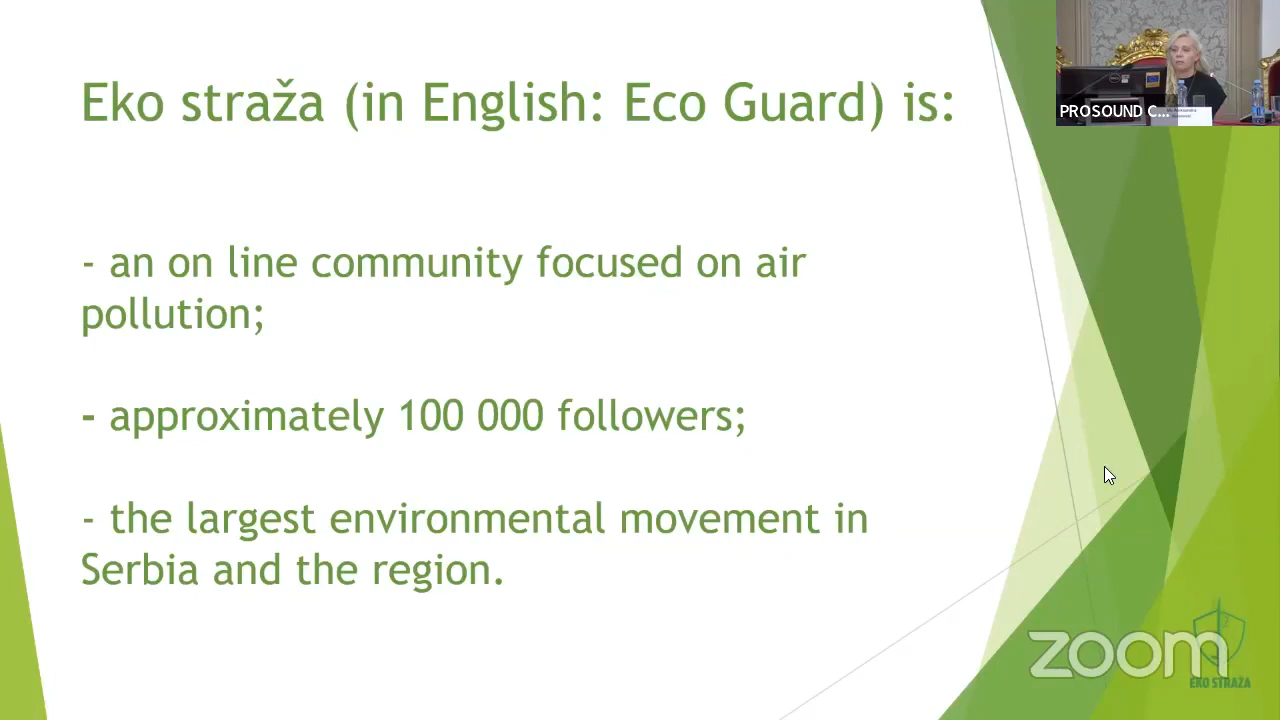 Eko straža (in English: Eco Guard) is:
- an on line community focused on air
pollution;
- approximately 100 000 followers;
- the largest environmental movement in
Serbia and the region.
PROSOUND C...
zoom
EKO STRAŽA